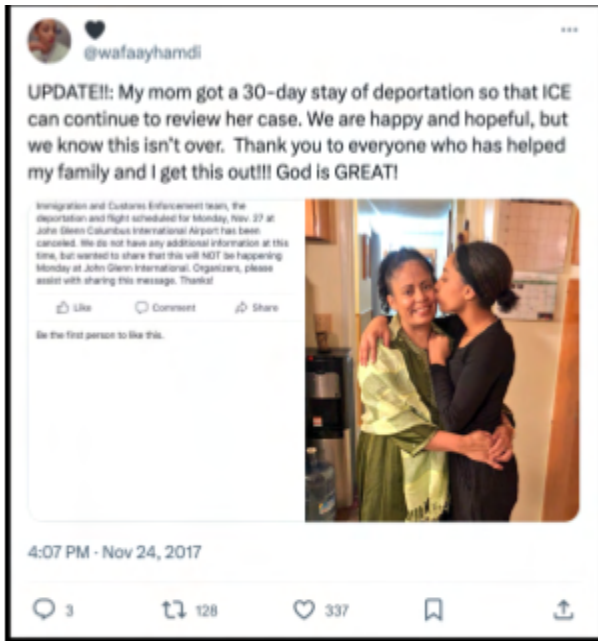 @wafaayhamdi
UPDATE!!: My mom got a 30-day stay of deportation so that ICE
can continue to review her case. We are happy and hopeful, but
we know this isn't over. Thank you to everyone who has helped
my family and I get this out!!! God is GREAT!
Immigration and Customs Enforcement team, the
deportation and flight scheduled for Monday, Nov. 27 at
John Glenn Columbus International Airport has been
canceled. We do not have any additional information at this
time, but wanted to share that this will NOT be happening
Monday at John Glenn International. Organizers, please
assist with sharing this message. Thanks!
Like Comment Share
Be the first person to like this.
4:07 PM · Nov 24, 2017
3 128 337